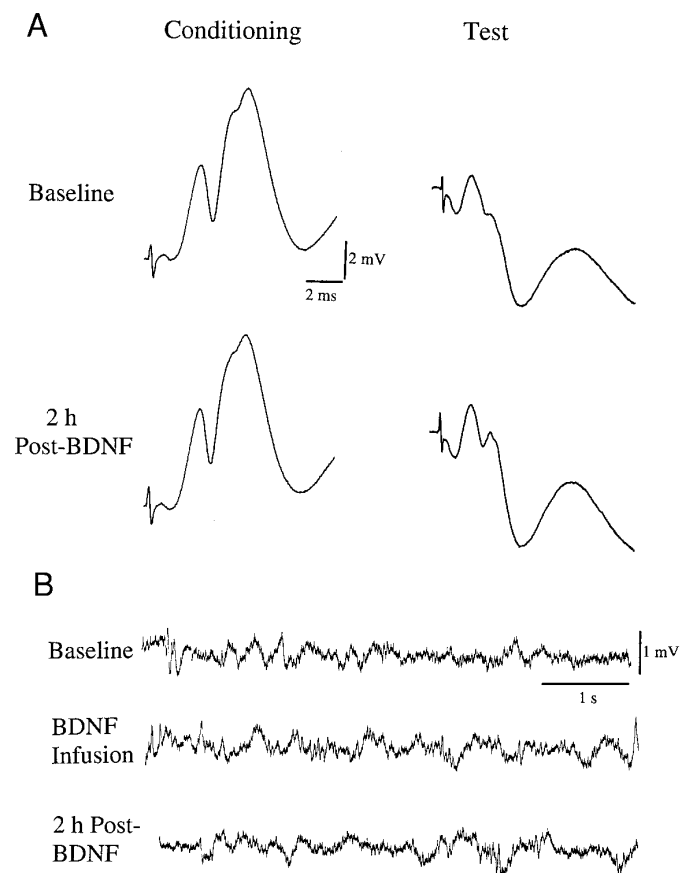 A
Conditioning
Test
Baseline
2 mV
2 ms
2 h
Post-BDNF
B
Baseline
1 mV
1 s
BDNF
Infusion
2 h Post-
BDNF